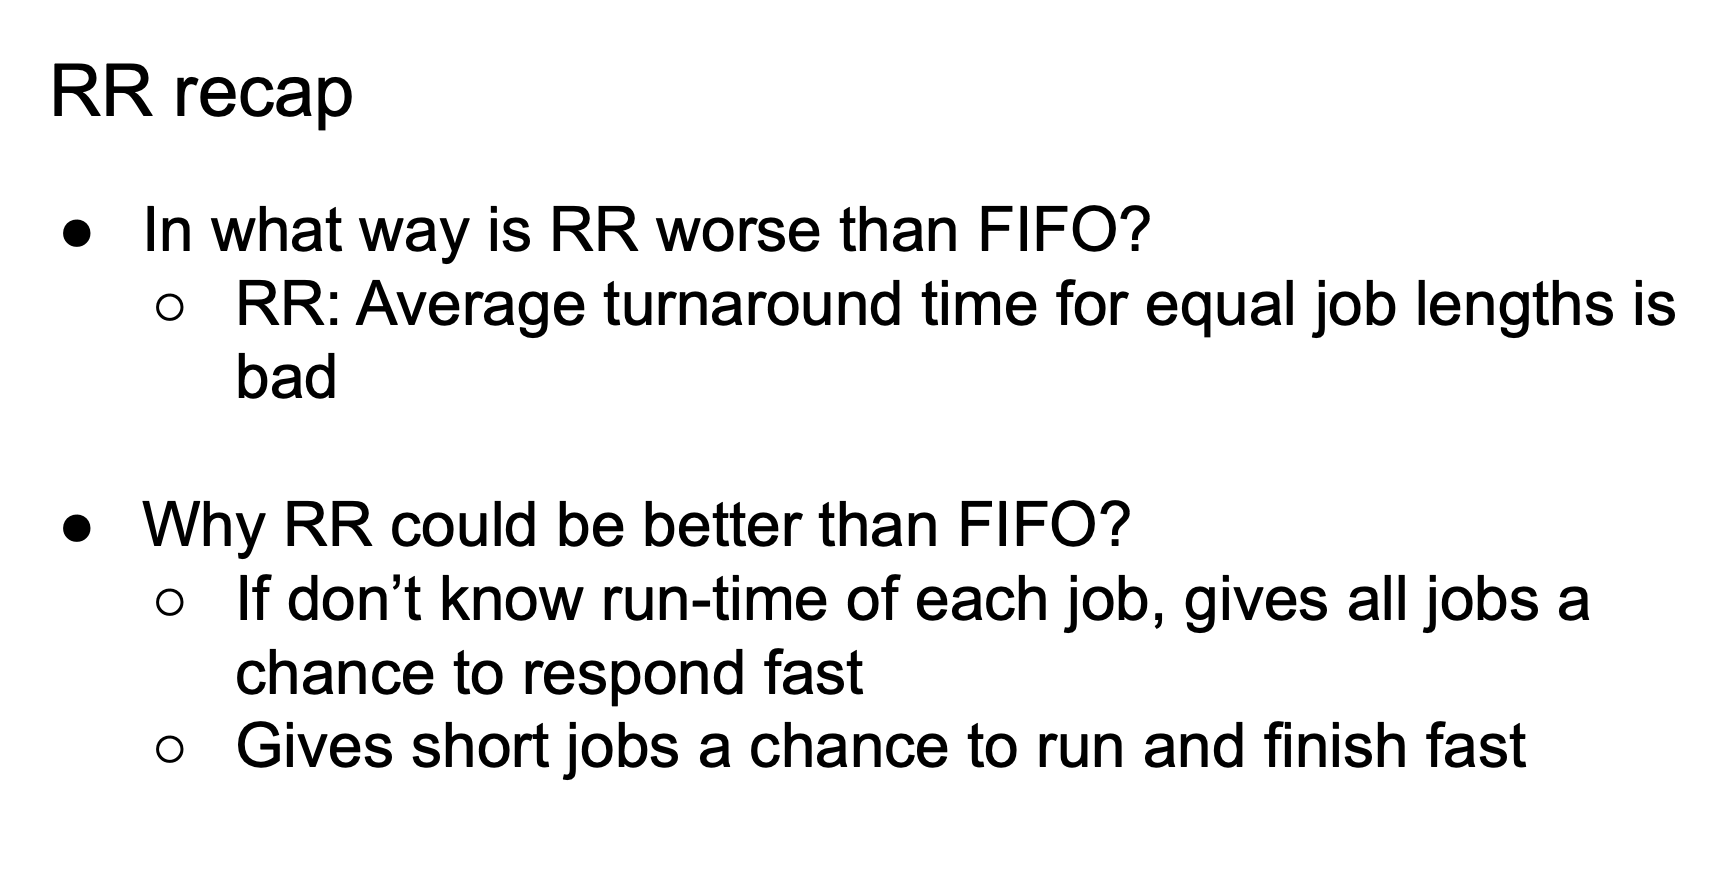 RR recap
● In what way is RR worse than FIFO?
○ RR: Average turnaround time for equal job lengths is
bad
● Why RR could be better than FIFO?
○ If don’t know run-time of each job, gives all jobs a
chance to respond fast
○ Gives short jobs a chance to run and finish fast